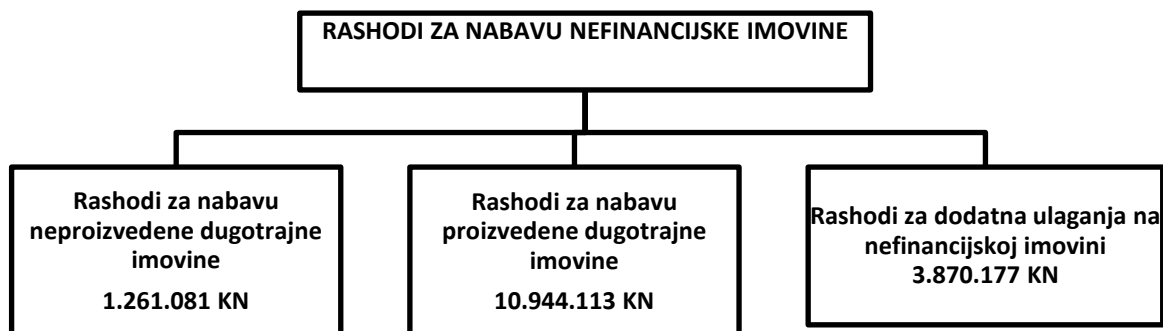 RASHODI ZA NABAVU NEFINANCIJSKE IMOVINE
Rashodi za nabavu
neproizvedene dugotrajne
imovine
1.261.081 KN
Rashodi za nabavu
proizvedene dugotrajne
imovine
10.944.113 KN
Rashodi za dodatna ulaganja na
nefinancijskoj imovini
3.870.177 KN